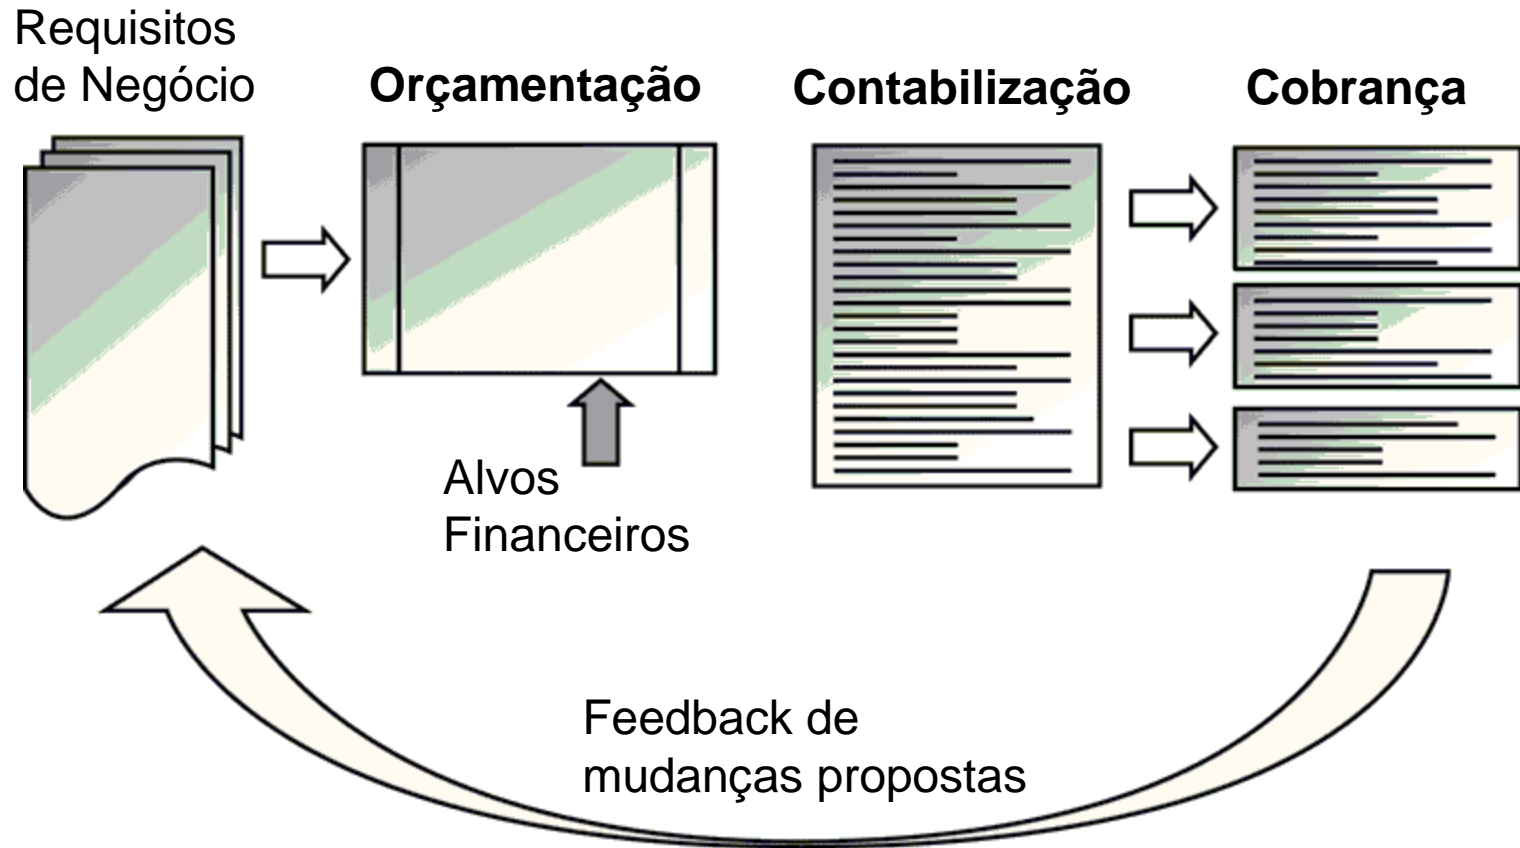 Requisitos
de Negócio
Orçamentação
Contabilização
Cobrança
Alvos
Financeiros
Feedback de
mudanças propostas